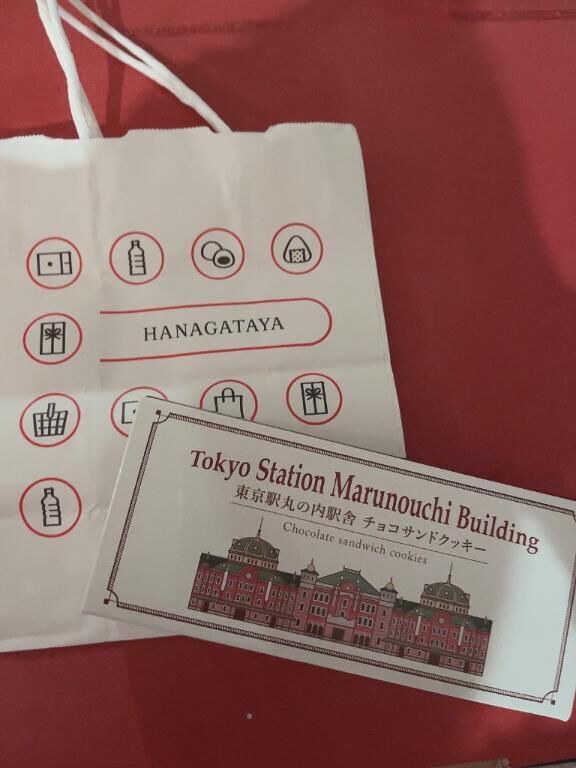 HANAGATAYA
Tokyo Station Marunouchi Building
東京駅丸の内駅舎 チョコサンドクッキー
Chocolate sandwich cookies